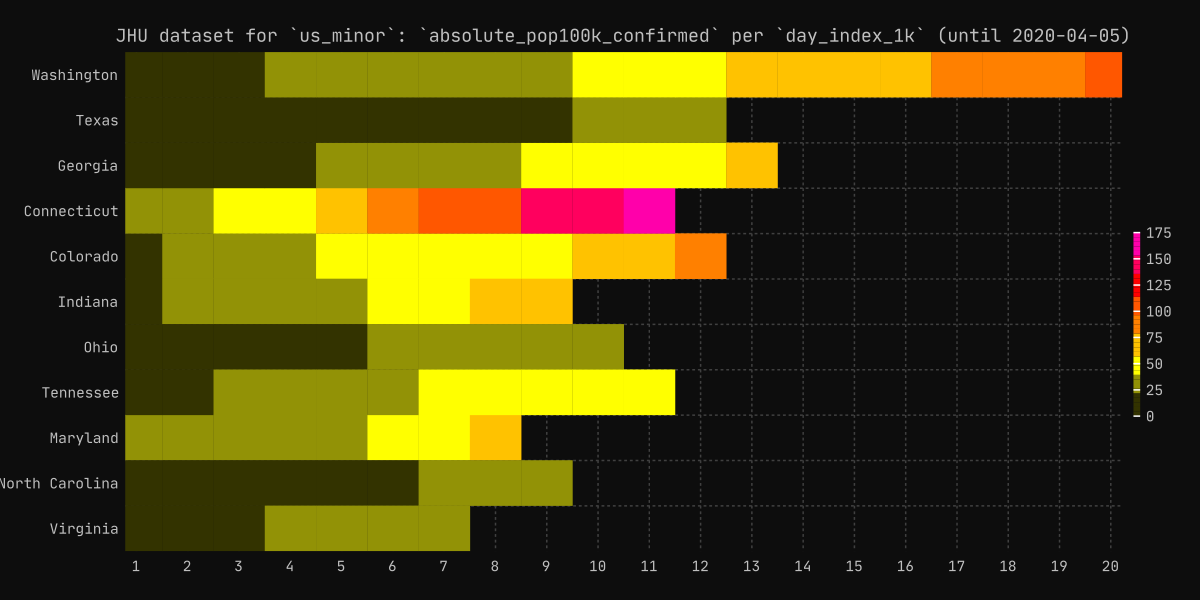 JHU dataset for `us_minor`: `absolute_pop100k_confirmed` per `day_index_1k` (until 2020-04-05)
Washington
Texas
Georgia
Connecticut
Colorado
Indiana
Ohio
Tennessee
Maryland
North Carolina
Virginia
1 2 3 4 5 6 7 8 9 10 11 12 13 14 15 16 17 18 19 20
175
150
125
100
75
50
25
0